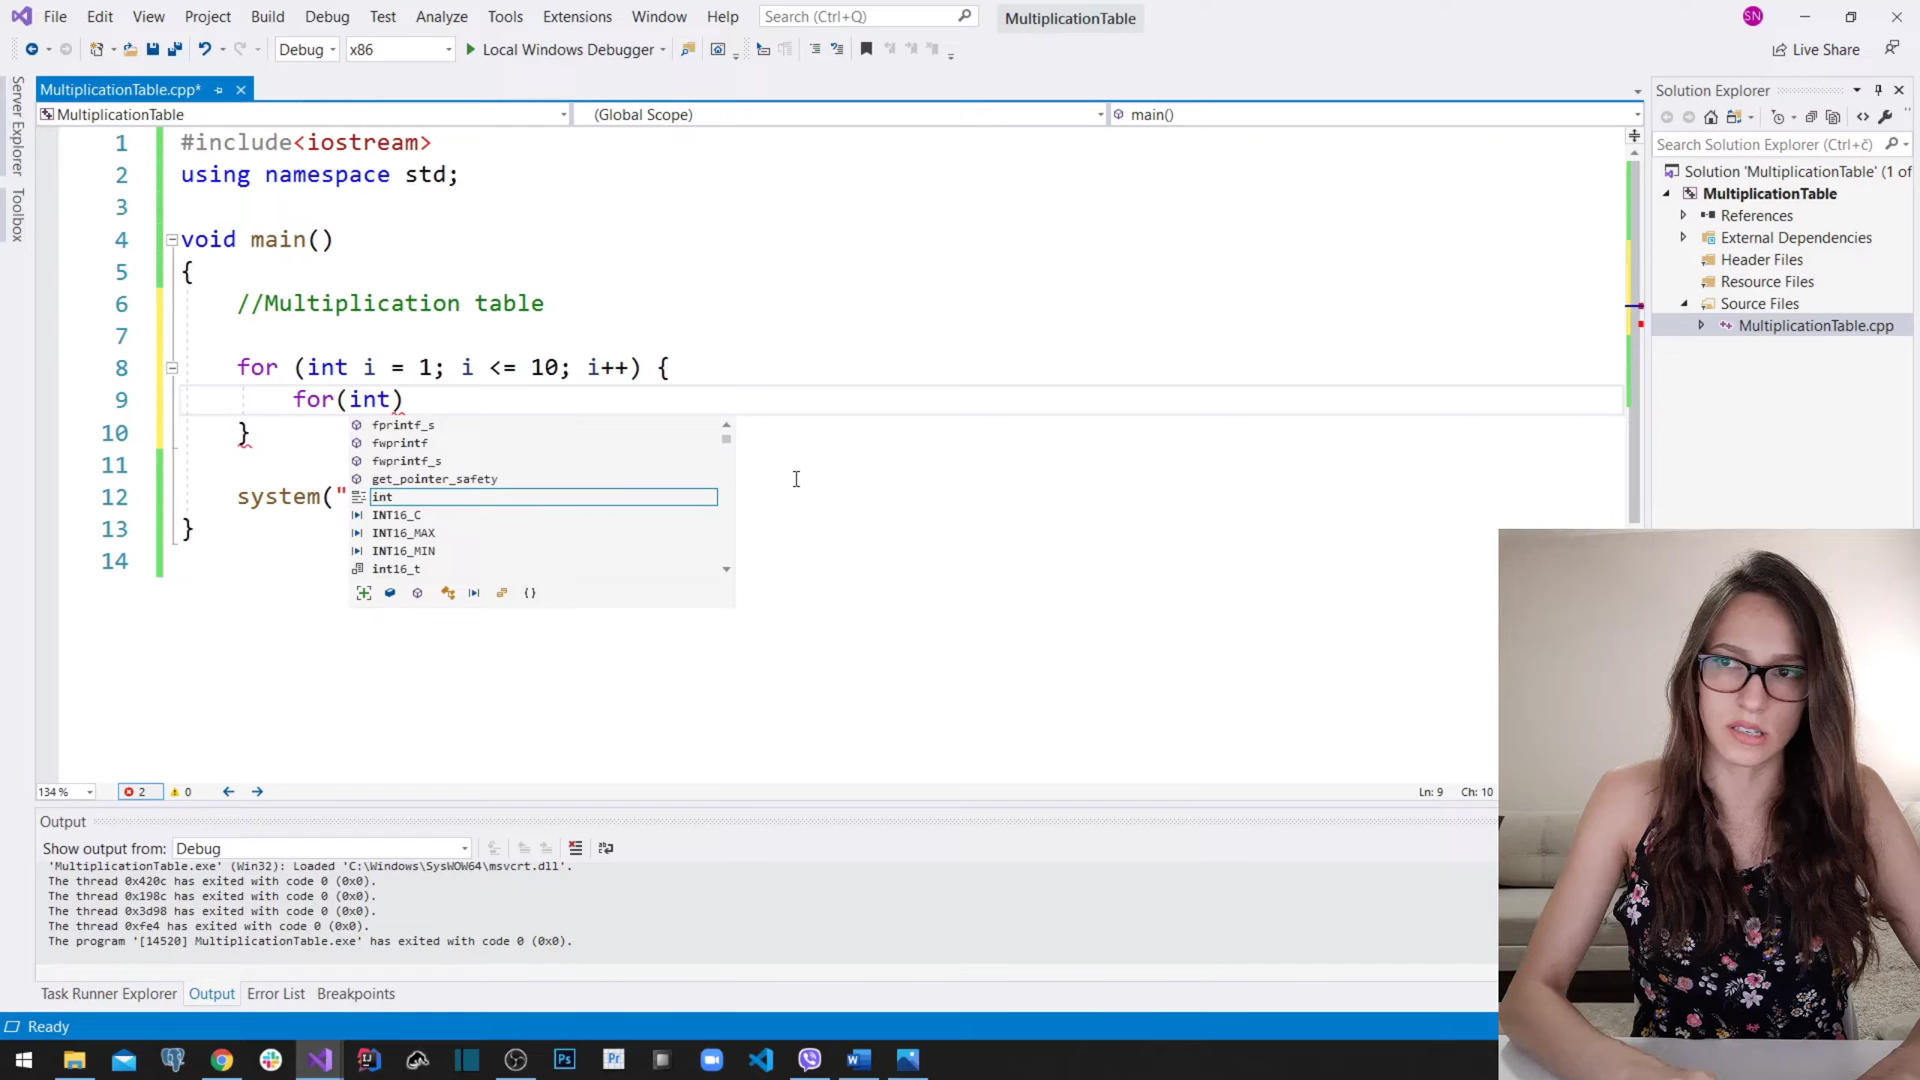 File Edit View Project Build Debug Test Analyze Tools Extensions Window Help Search (Ctrl+Q) MultiplicationTable SN
Debug x86 Local Windows Debugger Live Share
Server Explorer
Toolbox
MultiplicationTable.cpp*
MultiplicationTable (Global Scope) main()
1 #include<iostream>
2 using namespace std;
3
4 void main()
5 {
6 //Multiplication table
7
8 for (int i = 1; i <= 10; i++) {
9 for(int)
10 }
11
12 system("
13 }
14
fprintf_s
fwprintf
fwprintf_s
get_pointer_safety
int
INT16_C
INT16_MAX
INT16_MIN
int16_t
134 % 2 0 Ln: 9 Ch: 10
Output
Show output from: Debug
'MultiplicationTable.exe' (Win32): Loaded 'C:\Windows\SysWOW64\msvcrt.dll'.
The thread 0x420c has exited with code 0 (0x0).
The thread 0x198c has exited with code 0 (0x0).
The thread 0x3d98 has exited with code 0 (0x0).
The thread 0xfe4 has exited with code 0 (0x0).
The program '[14520] MultiplicationTable.exe' has exited with code 0 (0x0).
Task Runner Explorer Output Error List Breakpoints
Ready
Solution Explorer
Search Solution Explorer (Ctrl+č)
Solution 'MultiplicationTable' (1 of
MultiplicationTable
References
External Dependencies
Header Files
Resource Files
Source Files
MultiplicationTable.cpp
Ps
Pr